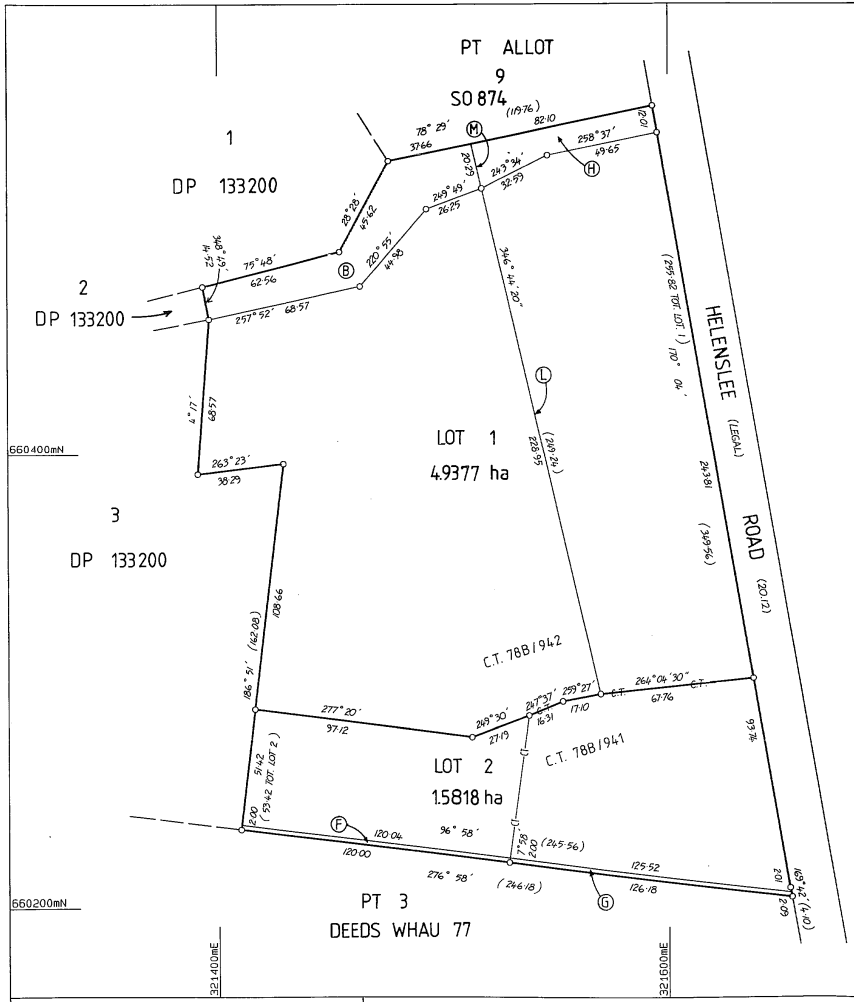 PT ALLOT
9
SO 874
(119·76)
78° 29′
37·66
82·10
12·01
M
258° 37′
49·65
H
243° 34′
32·59
20·29
249° 49′
26·25
1
DP 133200
28° 28′
45·62
348° 49′
14·52
75° 48′
62·56
B
220° 55′
44·98
2
DP 133200
257° 52′ 68·57
346° 44′ 20″
(255·82 TOT. LOT. 1)
170° 04′
HELENSLEE
(LEGAL)
ROAD
(20·12)
4° 17′
68·57
L
(249·24)
228·95
LOT 1
4.9377 ha
660400mN
263° 23′
38·29
243·81
(349·56)
3
DP 133200
108·66
186° 51′ (162·08)
C.T. 78B/942
264° 04′ 30″
C.T.
C.T.
67·76
259° 27′
17·10
247° 37′
C.T.
16·31
249° 30′
27·19
277° 20′
97·12
C.T. 78B/941
93·76
LOT 2
1.5818 ha
51·42
(53·42 TOT. LOT 2)
12·00
F
120·04
96° 58′
7° 58′
2·00
(245·56)
125·52
120·00
276° 58′
(246·18)
126·18
G
2·01
169° 42′ (4·10)
2·09
PT 3
DEEDS WHAU 77
660200mN
321400mE
321600mE